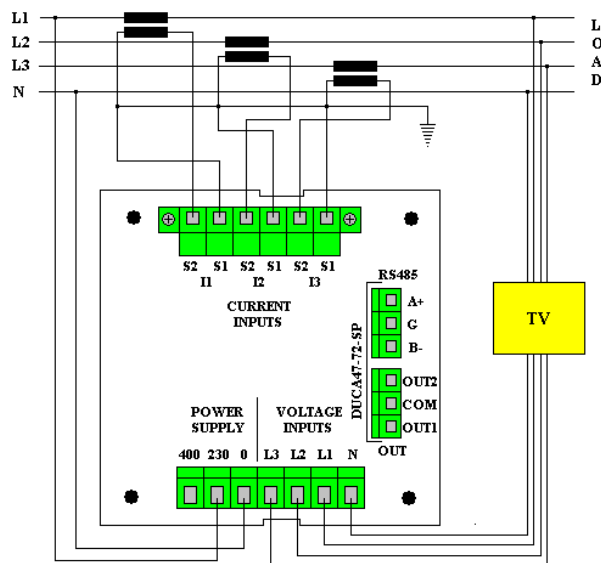 L1
L2
L3
N
L
O
A
D
S2 S1 S2 S1 S2 S1
I1 I2 I3
CURRENT
INPUTS
RS485
A+
G
B-
DUCA47-72-SP
OUT2
COM
OUT1
OUT
TV
POWER
SUPPLY
VOLTAGE
INPUTS
400 230 0 L3 L2 L1 N